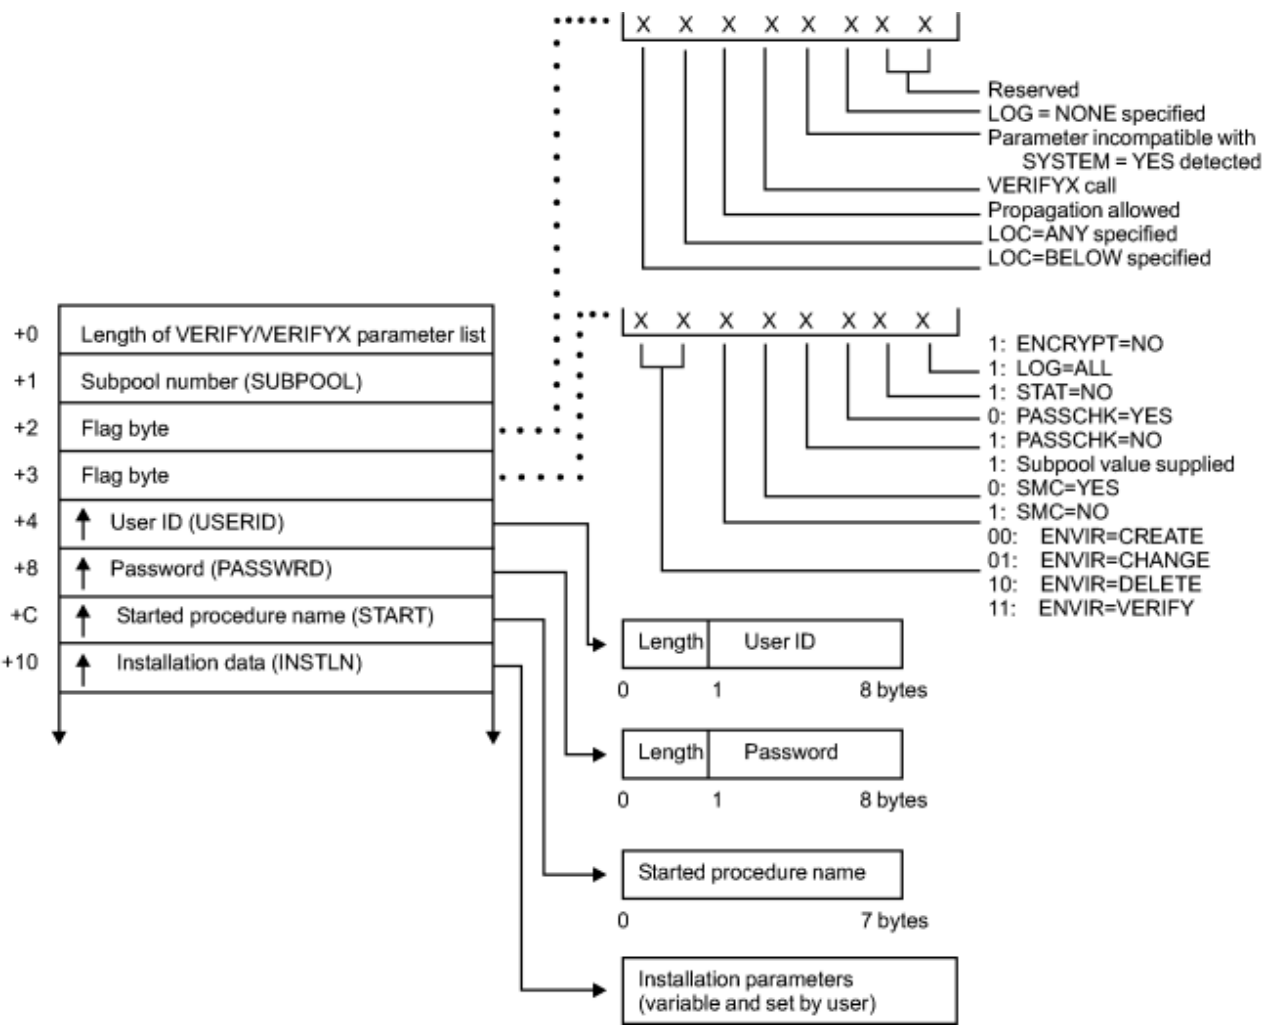 X X X X X X X X
Reserved
LOG = NONE specified
Parameter incompatible with
SYSTEM = YES detected
VERIFYX call
Propagation allowed
LOC=ANY specified
LOC=BELOW specified
+0 Length of VERIFY/VERIFYX parameter list
+1 Subpool number (SUBPOOL)
+2 Flag byte
+3 Flag byte
+4 User ID (USERID)
+8 Password (PASSWRD)
+C Started procedure name (START)
+10 Installation data (INSTLN)
X X X X X X X X
1: ENCRYPT=NO
1: LOG=ALL
1: STAT=NO
0: PASSCHK=YES
1: PASSCHK=NO
1: Subpool value supplied
0: SMC=YES
1: SMC=NO
00: ENVIR=CREATE
01: ENVIR=CHANGE
10: ENVIR=DELETE
11: ENVIR=VERIFY
Length User ID
0 1 8 bytes
Length Password
0 1 8 bytes
Started procedure name
0 7 bytes
Installation parameters
(variable and set by user)